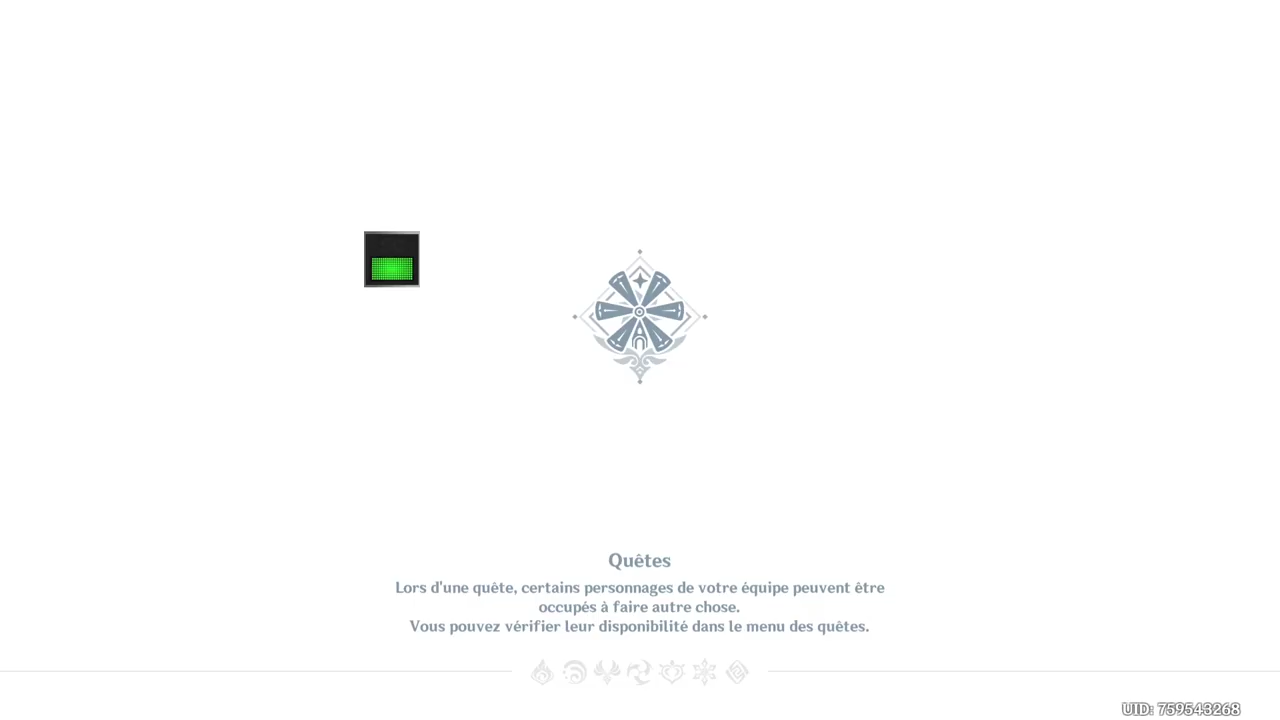 Quêtes
Lors d'une quête, certains personnages de votre équipe peuvent être
occupés à faire autre chose.
Vous pouvez vérifier leur disponibilité dans le menu des quêtes.
UID: 759543268